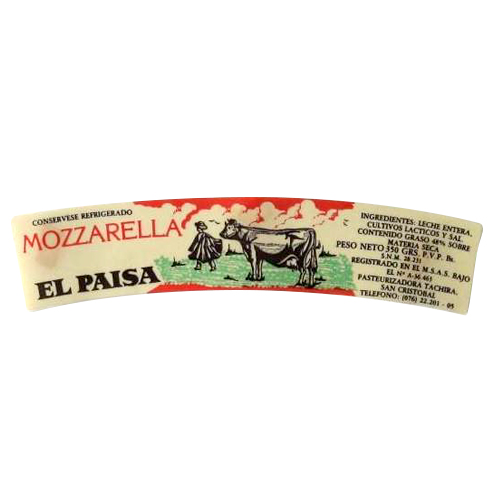 CONSERVESE REFRIGERADO
MOZZARELLA
EL PAISA
INGREDIENTES: LECHE ENTERA,
CULTIVOS LACTICOS Y SAL.
CONTENIDO GRASO 48% SOBRE
MATERIA SECA
PESO NETO 350 GRS. P.V.P. Bs.
S.N.M. 28.231
REGISTRADO EN EL M.S.A.S. BAJO
EL Nº A-M 461
PASTEURIZADORA TACHIRA.
SAN CRISTOBAL
TELEFONO: (076) 22.201 - 05